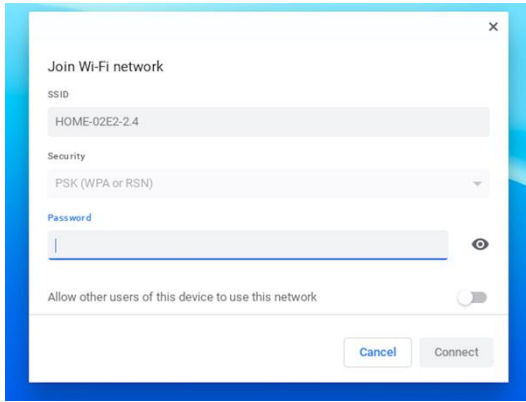 Join Wi-Fi network
SSID
HOME-02E2-2.4
Security
PSK (WPA or RSN)
Password
Allow other users of this device to use this network
Cancel Connect